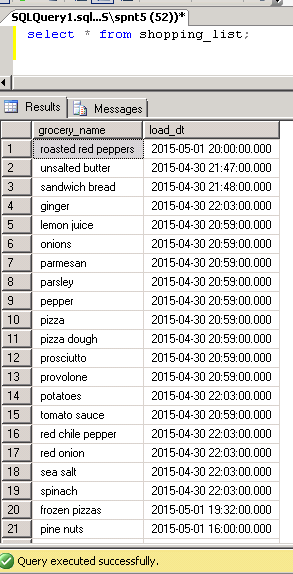 SQLQuery1.sql...S\spnt5 (52))*
select * from shopping_list;
Results Messages
grocery_name load_dt
1 roasted red peppers 2015-05-01 20:00:00.000
2 unsalted butter 2015-04-30 21:47:00.000
3 sandwich bread 2015-04-30 21:48:00.000
4 ginger 2015-04-30 22:03:00.000
5 lemon juice 2015-04-30 20:59:00.000
6 onions 2015-04-30 20:59:00.000
7 parmesan 2015-04-30 20:59:00.000
8 parsley 2015-04-30 20:59:00.000
9 pepper 2015-04-30 20:59:00.000
10 pizza 2015-04-30 20:59:00.000
11 pizza dough 2015-04-30 20:59:00.000
12 prosciutto 2015-04-30 20:59:00.000
13 provolone 2015-04-30 20:59:00.000
14 potatoes 2015-04-30 22:03:00.000
15 tomato sauce 2015-04-30 20:59:00.000
16 red chile pepper 2015-04-30 22:03:00.000
17 red onion 2015-04-30 22:03:00.000
18 sea salt 2015-04-30 22:03:00.000
19 spinach 2015-04-30 22:03:00.000
20 frozen pizzas 2015-05-01 19:32:00.000
21 pine nuts 2015-05-01 16:00:00.000
Query executed successfully.